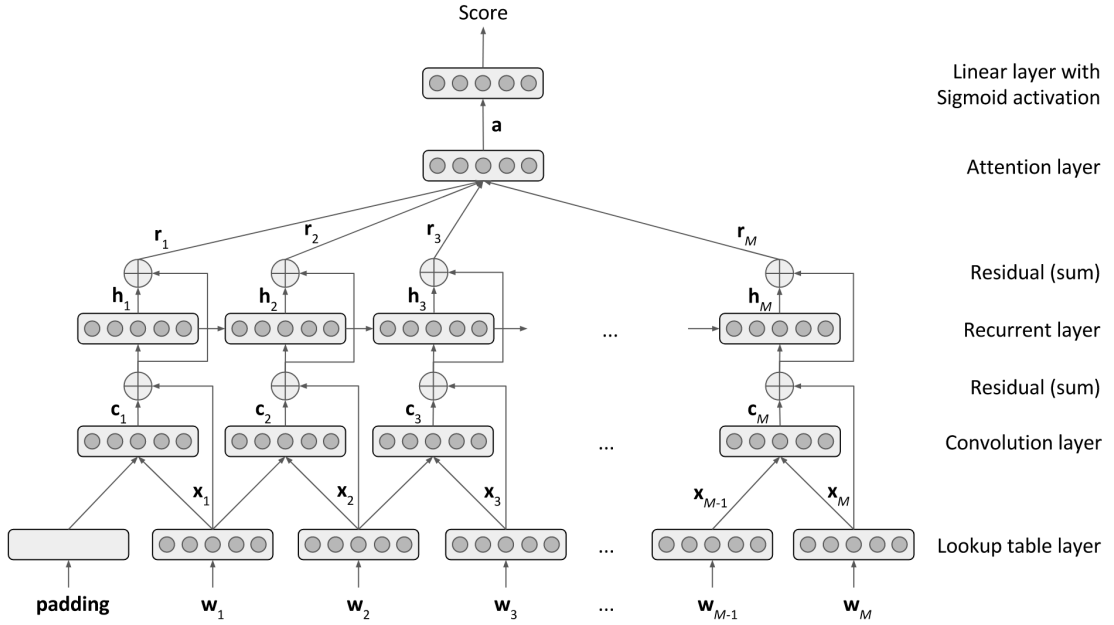 Score
Linear layer with
Sigmoid activation
a
Attention layer
r1 r2 r3 rM
Residual (sum)
h1 h2 h3 hM
... Recurrent layer
Residual (sum)
c1 c2 c3 cM
... Convolution layer
x1 x2 x3 xM-1 xM
... Lookup table layer
padding w1 w2 w3 ... wM-1 wM